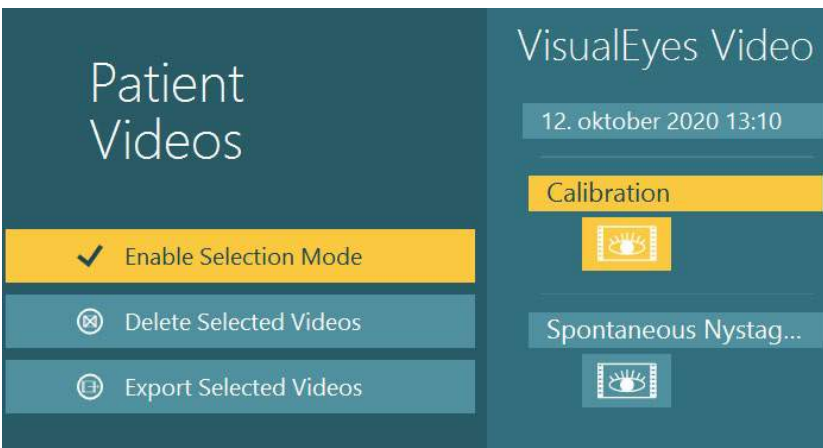 Patient
Videos
Enable Selection Mode
Delete Selected Videos
Export Selected Videos
VisualEyes Video
12. oktober 2020 13:10
Calibration
Spontaneous Nystag...